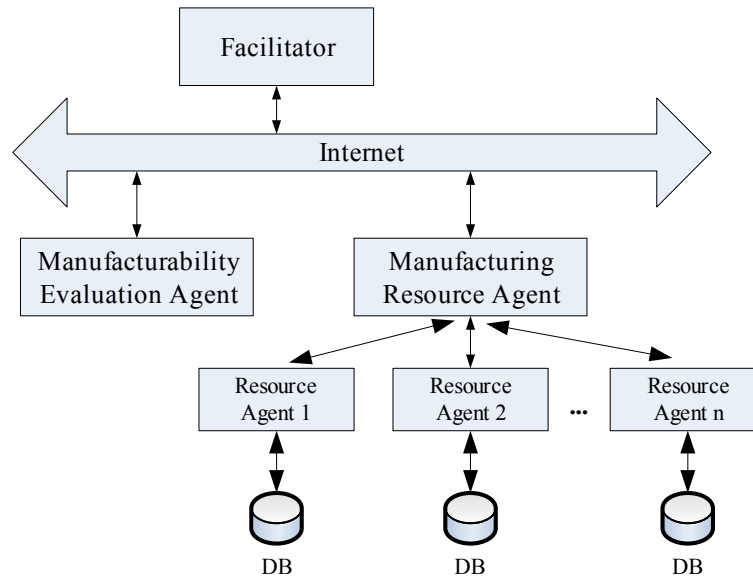 Facilitator
Internet
Manufacturability
Evaluation Agent
Manufacturing
Resource Agent
Resource
Agent 1
Resource
Agent 2
...
Resource
Agent n
DB
DB
DB